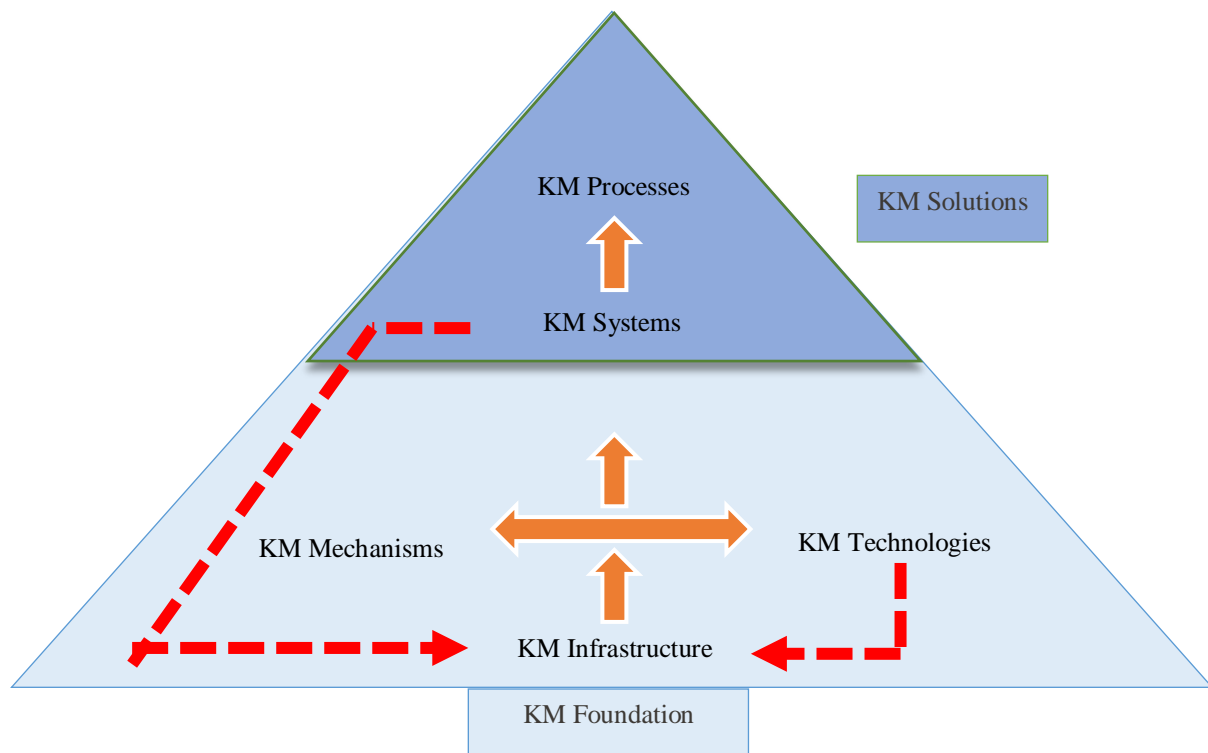 KM Processes
KM Solutions
KM Systems
KM Mechanisms
KM Technologies
KM Infrastructure
KM Foundation